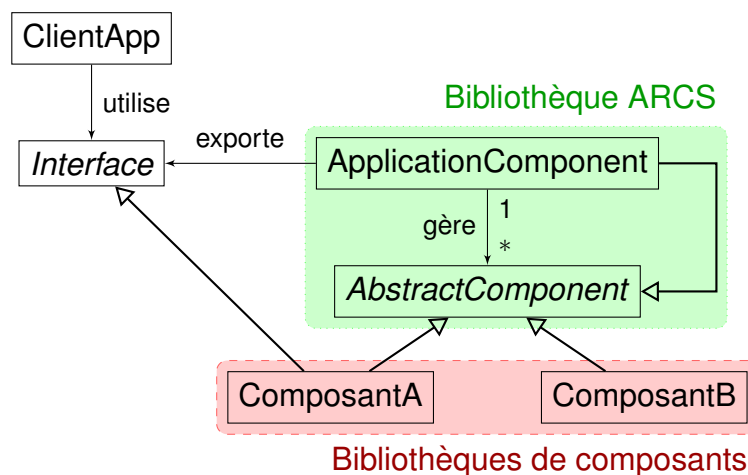 ClientApp
utilise
Bibliothèque ARCS
exporte
Interface
ApplicationComponent
1
gère
*
AbstractComponent
ComposantA
ComposantB
Bibliothèques de composants